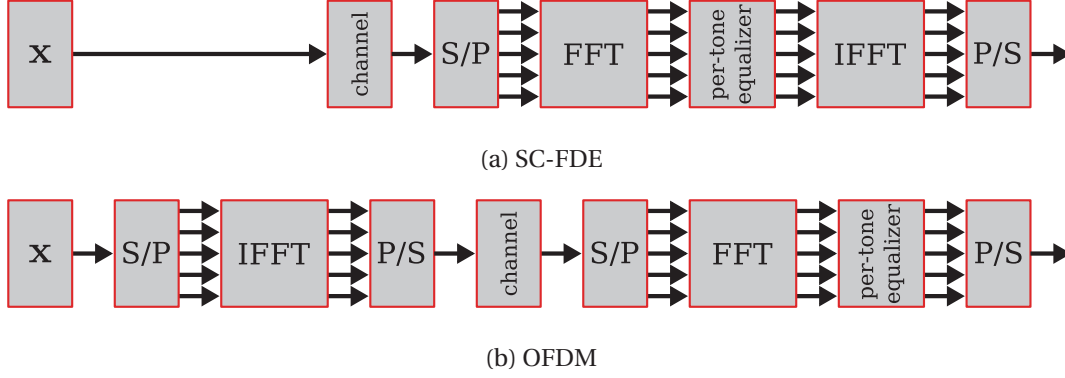 x
channel
S/P
FFT
per-tone
equalizer
IFFT
P/S
(a) SC-FDE
x
S/P
IFFT
P/S
channel
S/P
FFT
per-tone
equalizer
P/S
(b) OFDM